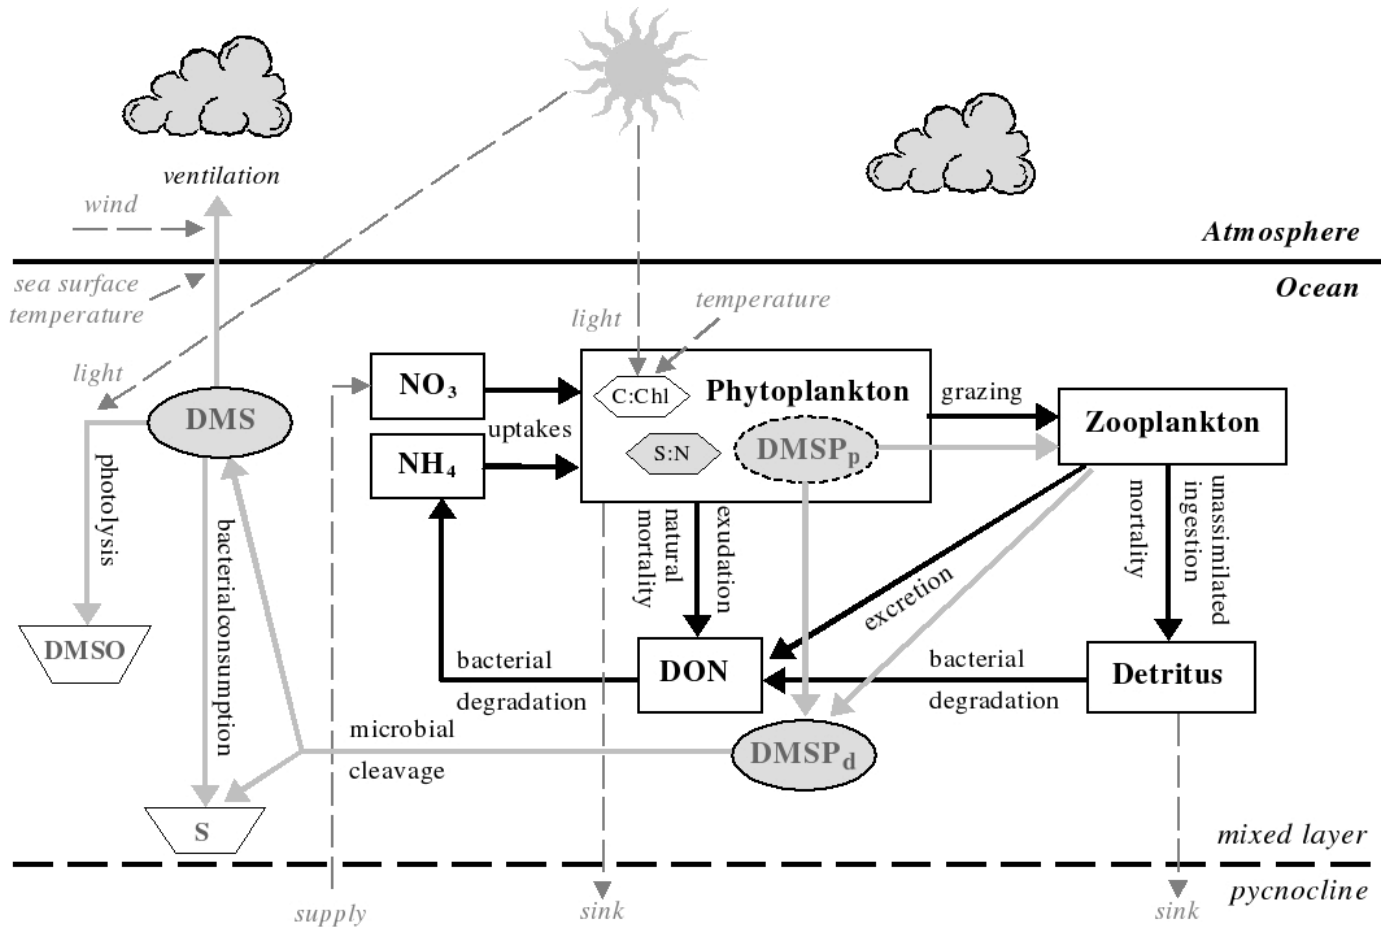 ventilation
wind
Atmosphere
sea surface
temperature
Ocean
light
temperature
light
NO3
C:Chl
Phytoplankton
grazing
Zooplankton
DMS
uptakes
NH4
S:N
DMSPp
photolysis
bacterial consumption
natural
mortality
exudation
mortality
unassimilated
ingestion
excretion
DMSO
bacterial
degradation
DON
bacterial
degradation
Detritus
microbial
cleavage
DMSPd
S
mixed layer
pycnocline
supply
sink
sink